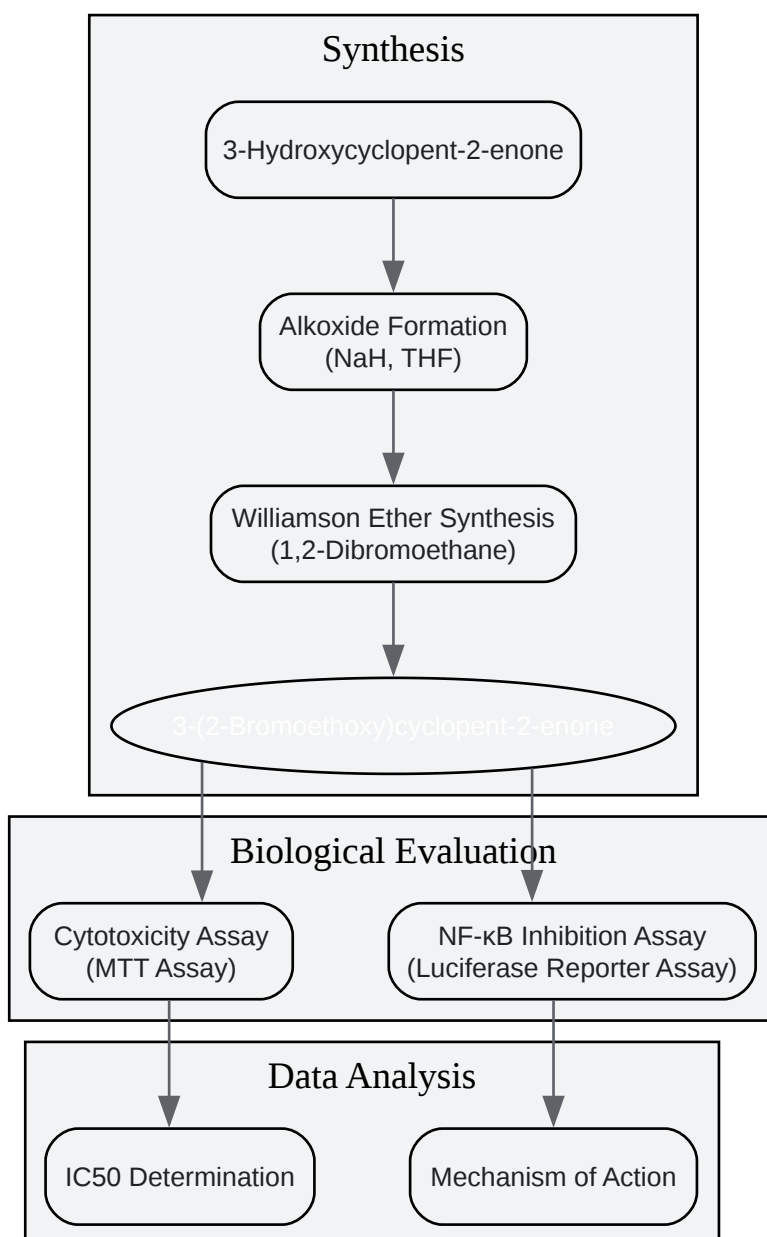 Synthesis
3-Hydroxycyclopent-2-enone
Alkoxide Formation
(NaH, THF)
Williamson Ether Synthesis
(1,2-Dibromoethane)
3-(2-Bromoethoxy)cyclopent-2-enone
Biological Evaluation
Cytotoxicity Assay
(MTT Assay)
NF-κB Inhibition Assay
(Luciferase Reporter Assay)
Data Analysis
IC50 Determination
Mechanism of Action